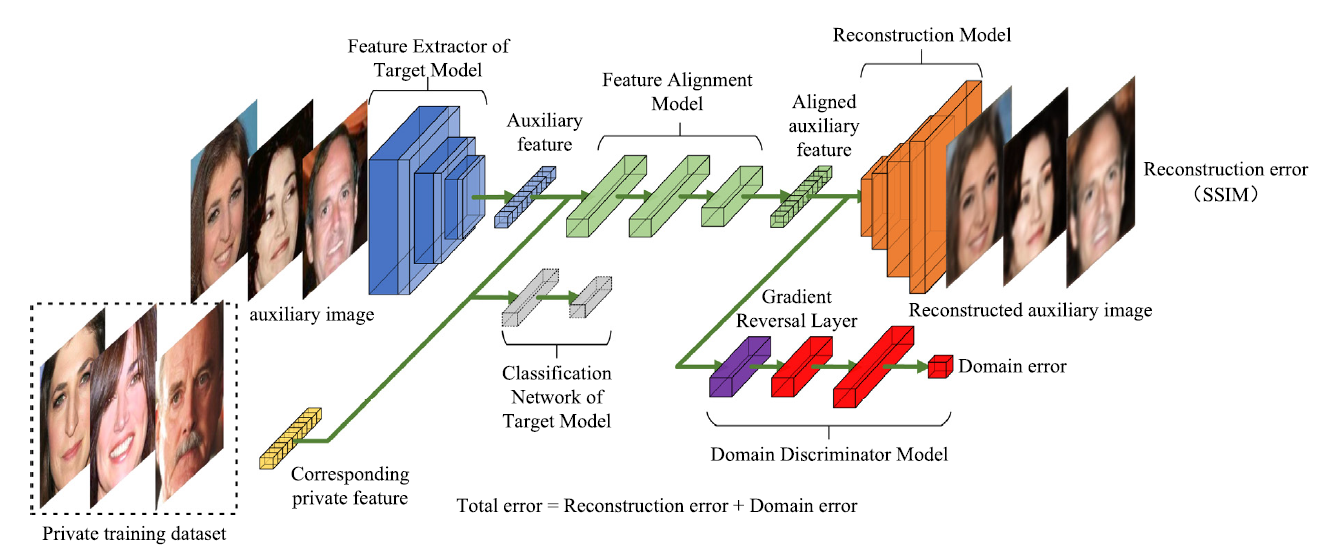 Feature Extractor of
Target Model
Auxiliary
feature
Feature Alignment
Model
Aligned
auxiliary
feature
Reconstruction Model
Reconstruction error
（SSIM）
auxiliary image
Reconstructed auxiliary image
Gradient
Reversal Layer
Domain error
Classification
Network of
Target Model
Domain Discriminator Model
Corresponding
private feature
Total error = Reconstruction error + Domain error
Private training dataset